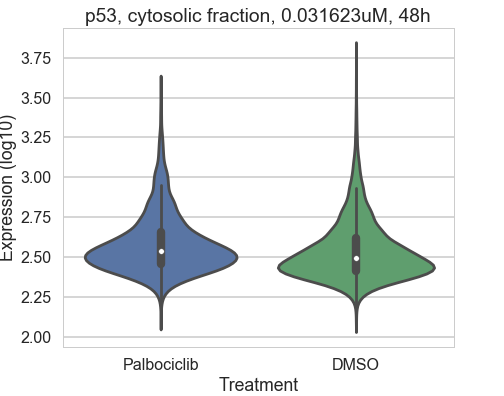 p53, cytosolic fraction, 0.031623uM, 48h
Expression (log10)
3.75
3.50
3.25
3.00
2.75
2.50
2.25
2.00
Palbociclib DMSO
Treatment